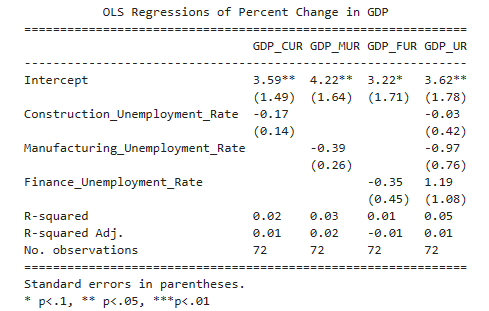 OLS Regressions of Percent Change in GDP
==============================================================
GDP_CUR GDP_MUR GDP_FUR GDP_UR
--------------------------------------------------------------
Intercept 3.59** 4.22** 3.22* 3.62**
(1.49) (1.64) (1.71) (1.78)
Construction_Unemployment_Rate -0.17 -0.03
(0.14) (0.42)
Manufacturing_Unemployment_Rate -0.39 -0.97
(0.26) (0.76)
Finance_Unemployment_Rate -0.35 1.19
(0.45) (1.08)
R-squared 0.02 0.03 0.01 0.05
R-squared Adj. 0.01 0.02 -0.01 0.01
No. observations 72 72 72 72
==============================================================
Standard errors in parentheses.
* p<.1, ** p<.05, ***p<.01